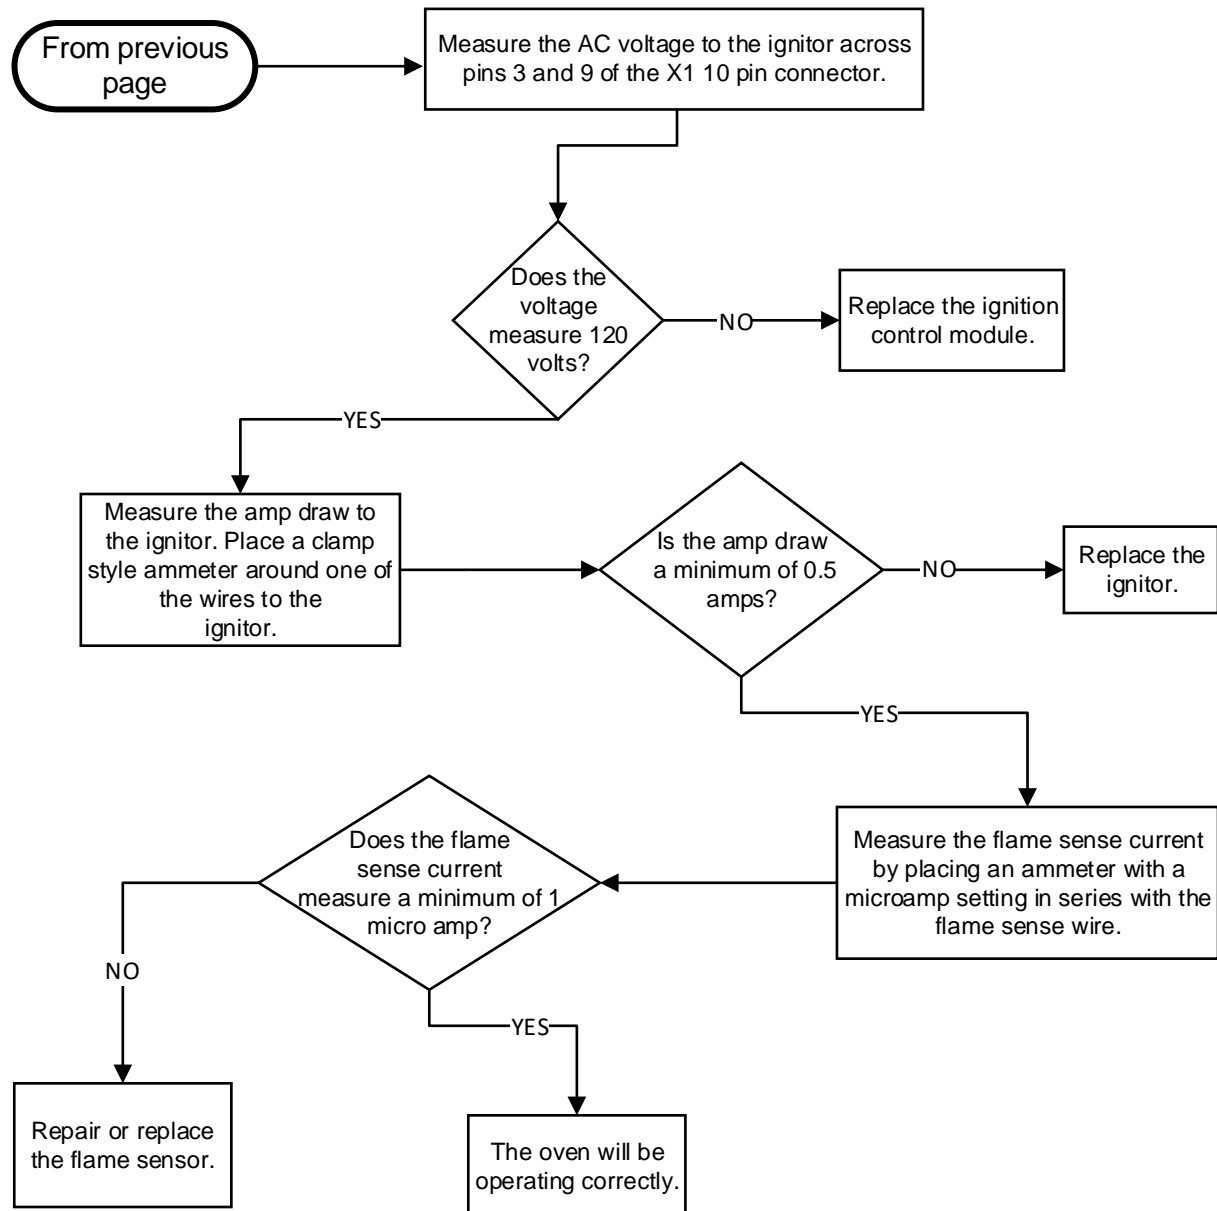 From previous
page
Measure the AC voltage to the ignitor across
pins 3 and 9 of the X1 10 pin connector.
Does the
voltage
measure 120
volts?
NO
Replace the ignition
control module.
YES
Measure the amp draw to
the ignitor. Place a clamp
style ammeter around one of
the wires to the
ignitor.
Is the amp draw
a minimum of 0.5
amps?
NO
Replace the
ignitor.
YES
Measure the flame sense current
by placing an ammeter with a
microamp setting in series with the
flame sense wire.
Does the flame
sense current
measure a minimum of 1
micro amp?
NO
YES
Repair or replace
the flame sensor.
The oven will be
operating correctly.